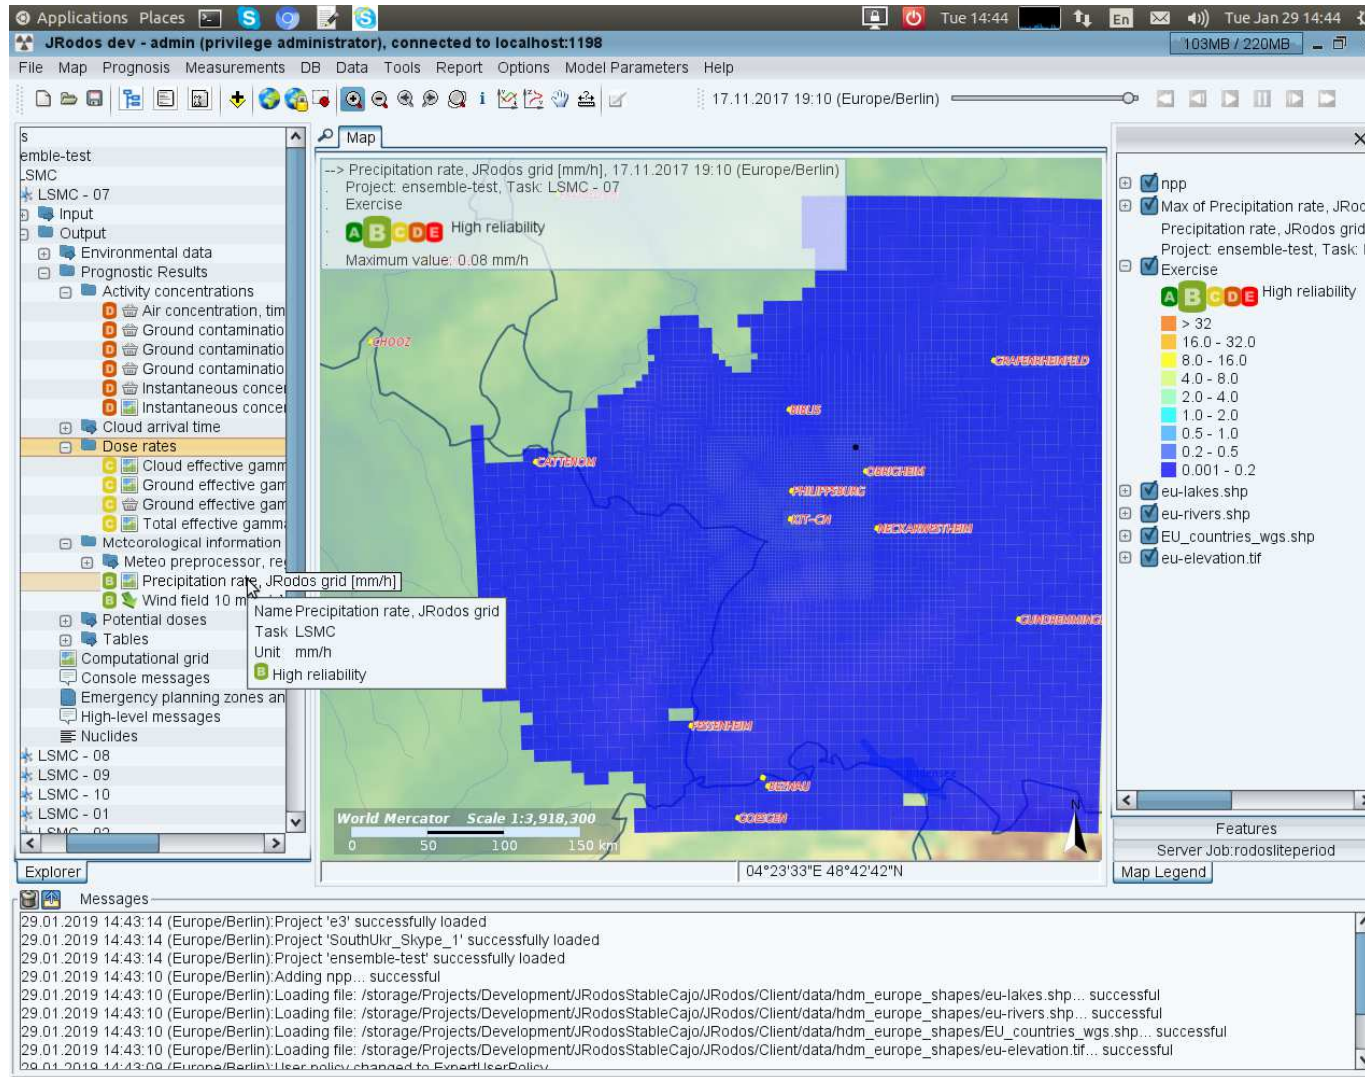 Applications Places Tue 14:44 En Tue Jan 29 14:44
JRodos dev - admin (privilege administrator), connected to localhost:1198 103MB / 220MB
File Map Prognosis Measurements DB Data Tools Report Options Model Parameters Help
17.11.2017 19:10 (Europe/Berlin)
s
emble-test
LSMC
LSMC - 07
Input
Output
Environmental data
Prognostic Results
Activity concentrations
D Air concentration, tim
D Ground contaminatio
D Ground contaminatio
D Ground contaminatio
D Instantaneous concer
D Instantaneous concer
Cloud arrival time
Dose rates
C Cloud effective gamm
C Ground effective gam
C Ground effective gam
C Total effective gamma
Meteorological information
Meteo preprocessor, re
B Precipitation rate, JRodos grid [mm/h]
B Wind field 10 m
Potential doses
Tables
Computational grid
Console messages
Emergency planning zones an
High-level messages
Nuclides
LSMC - 08
LSMC - 09
LSMC - 10
LSMC - 01
LSMC - 02
Explorer
Name Precipitation rate, JRodos grid
Task LSMC
Unit mm/h
B High reliability
Map
--> Precipitation rate, JRodos grid [mm/h], 17.11.2017 19:10 (Europe/Berlin)
. Project: ensemble-test, Task: LSMC - 07
. Exercise
. A B C D E High reliability
. Maximum value: 0.08 mm/h
CHOOZ
GRAFENRHEINFELD
BIBLIS
CATTENOM
OBRIGHEIM
PHILIPPSBURG
KIT-CN
NECKARWESTHEIM
GUNDREMMINGE
FESSENHEIM
BEZNAU
GOESGEN
N
World Mercator Scale 1:3,918,300
0 50 100 150 km
04°23'33"E 48°42'42"N
npp
Max of Precipitation rate, JRod
Precipitation rate, JRodos grid
Project: ensemble-test, Task:
Exercise
A B C D E High reliability
> 32
16.0 - 32.0
8.0 - 16.0
4.0 - 8.0
2.0 - 4.0
1.0 - 2.0
0.5 - 1.0
0.2 - 0.5
0.001 - 0.2
eu-lakes.shp
eu-rivers.shp
EU_countries_wgs.shp
eu-elevation.tif
Features
Server Job:rodosliteperiod
Map Legend
Messages
29.01.2019 14:43:14 (Europe/Berlin):Project 'e3' successfully loaded
29.01.2019 14:43:14 (Europe/Berlin):Project 'SouthUkr_Skype_1' successfully loaded
29.01.2019 14:43:14 (Europe/Berlin):Project 'ensemble-test' successfully loaded
29.01.2019 14:43:10 (Europe/Berlin):Adding npp... successful
29.01.2019 14:43:10 (Europe/Berlin):Loading file: /storage/Projects/Development/JRodosStableCajo/JRodos/Client/data/hdm_europe_shapes/eu-lakes.shp... successful
29.01.2019 14:43:10 (Europe/Berlin):Loading file: /storage/Projects/Development/JRodosStableCajo/JRodos/Client/data/hdm_europe_shapes/eu-rivers.shp... successful
29.01.2019 14:43:10 (Europe/Berlin):Loading file: /storage/Projects/Development/JRodosStableCajo/JRodos/Client/data/hdm_europe_shapes/EU_countries_wgs.shp... successful
29.01.2019 14:43:10 (Europe/Berlin):Loading file: /storage/Projects/Development/JRodosStableCajo/JRodos/Client/data/hdm_europe_shapes/eu-elevation.tif... successful
29.01.2019 14:43:09 (Europe/Berlin):User policy changed to ExpertUserPolicy